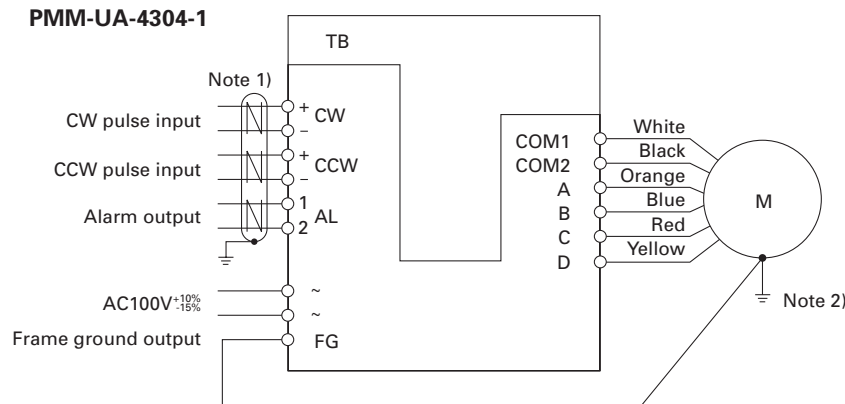 PMM-UA-4304-1
TB
Note 1)
CW pulse input
+
CW
–
CCW pulse input
+
CCW
–
Alarm output
1
AL
2
AC100V+10% -15%
~
~
Frame ground output
FG
COM1
White
COM2
Black
A
Orange
B
Blue
C
Red
D
Yellow
M
Note 2)